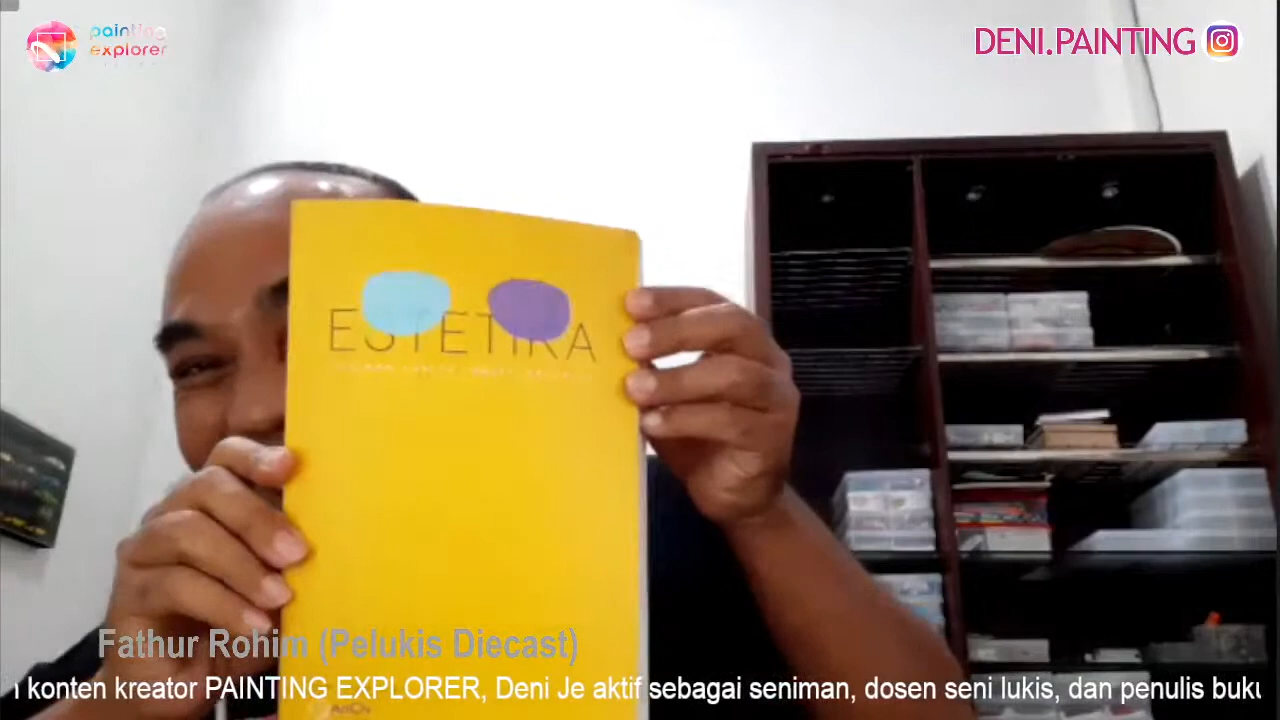 painting
explorer
DENI.PAINTING
ESTETIKA
Fathur Rohim (Pelukis Diecast)
konten kreator PAINTING EXPLORER, Deni Je aktif sebagai seniman, dosen seni lukis, dan penulis buku